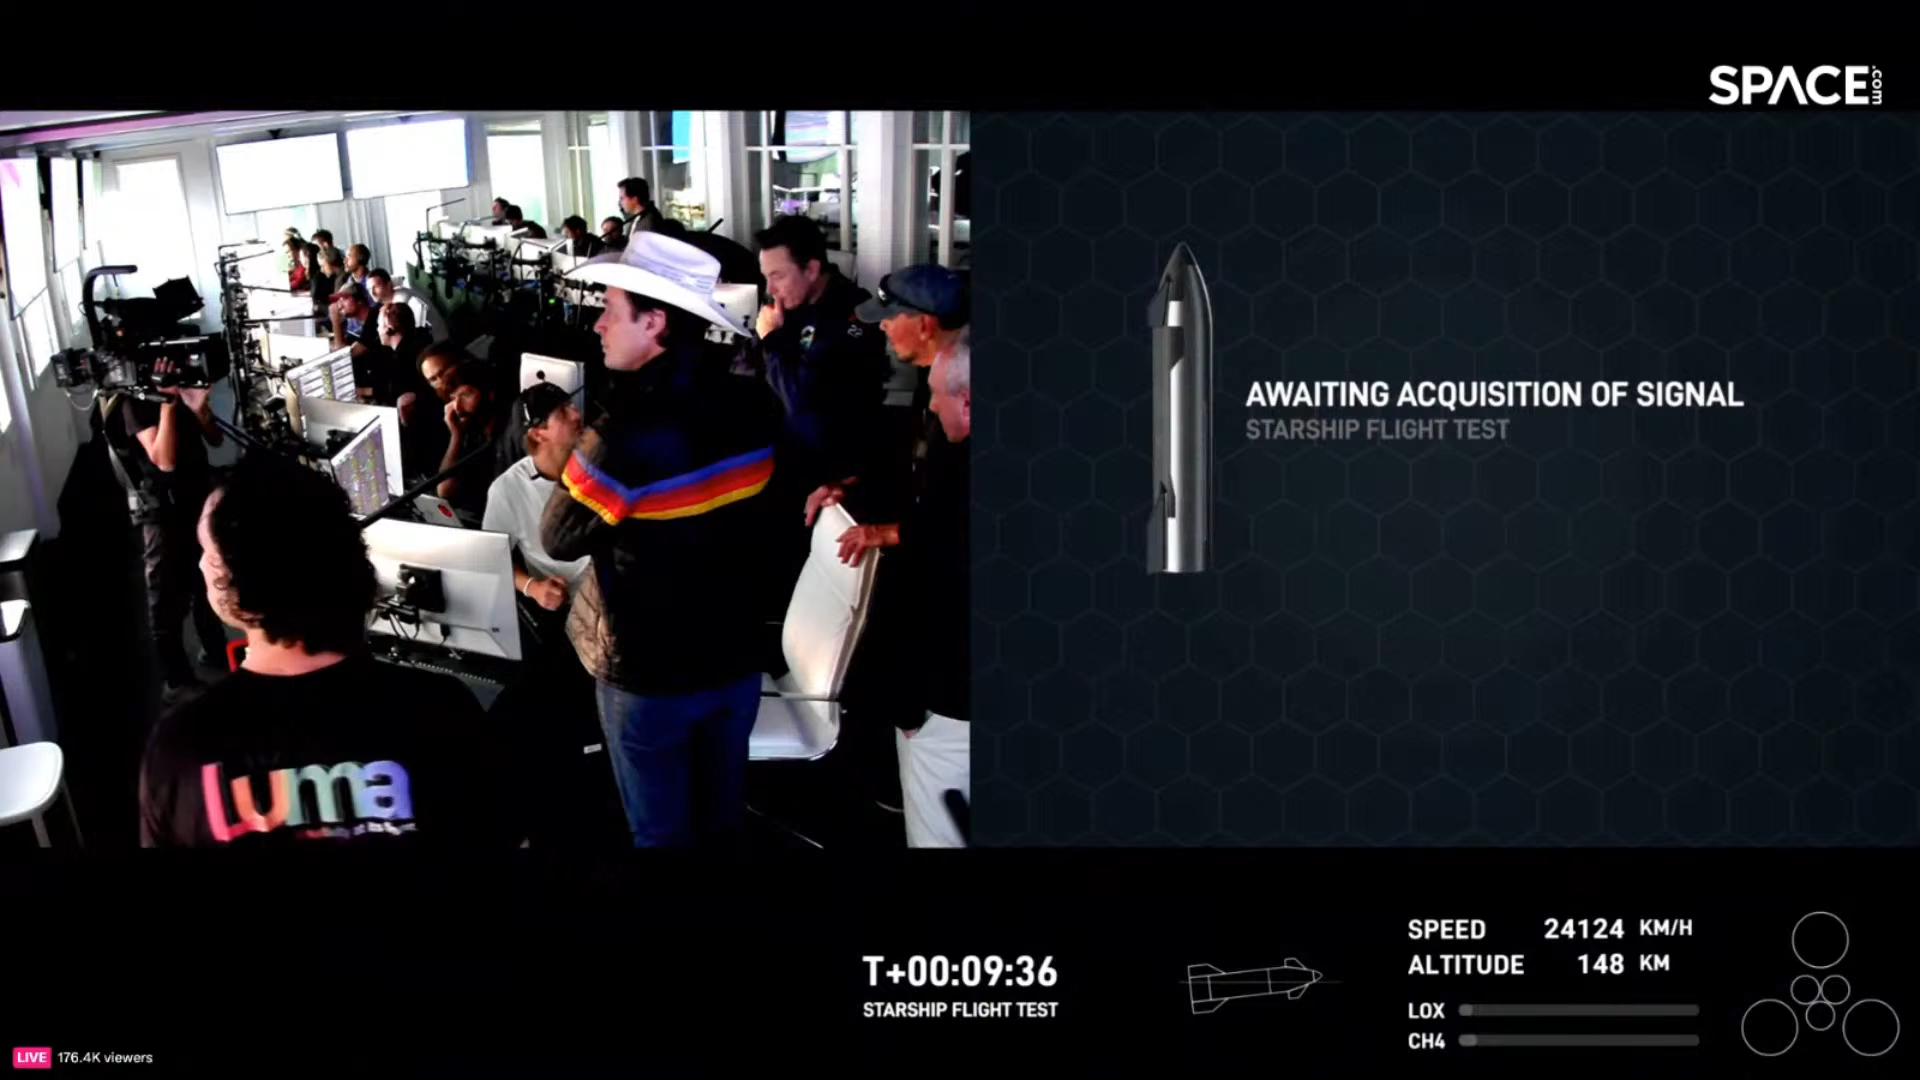 SPACE.com
AWAITING ACQUISITION OF SIGNAL
STARSHIP FLIGHT TEST
Luma
SPEED 24124 KM/H
ALTITUDE 148 KM
T+00:09:36
STARSHIP FLIGHT TEST
LOX
CH4
LIVE 176.4K viewers